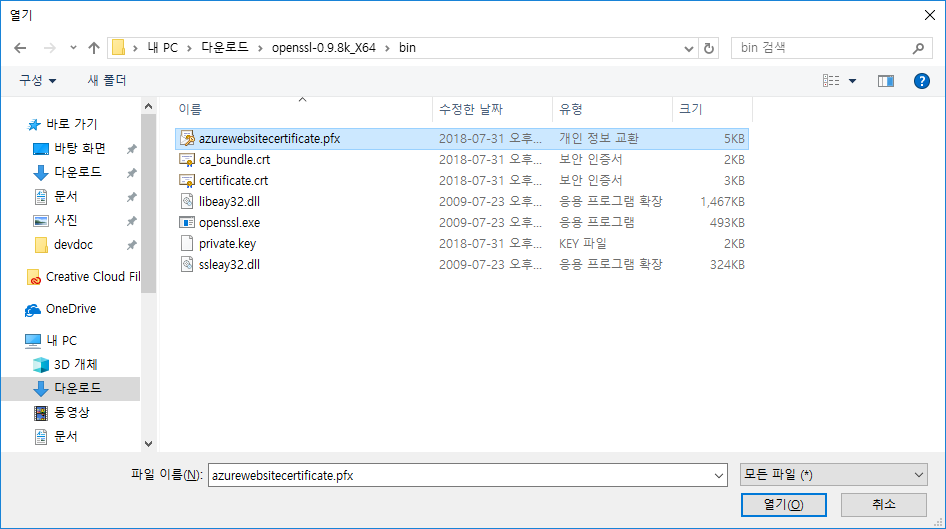 열기
내 PC > 다운로드 > openssl-0.9.8k_X64 > bin
bin 검색
구성
새 폴더
이름 수정한 날짜 유형 크기
바로 가기
바탕 화면
다운로드
문서
사진
devdoc
Creative Cloud Fil
OneDrive
내 PC
3D 개체
다운로드
동영상
문서
azurewebsitecertificate.pfx 2018-07-31 오후... 개인 정보 교환 5KB
ca_bundle.crt 2018-07-31 오후... 보안 인증서 2KB
certificate.crt 2018-07-31 오후... 보안 인증서 3KB
libeay32.dll 2009-07-23 오후... 응용 프로그램 확장 1,467KB
openssl.exe 2009-07-23 오후... 응용 프로그램 493KB
private.key 2018-07-31 오후... KEY 파일 2KB
ssleay32.dll 2009-07-23 오후... 응용 프로그램 확장 324KB
파일 이름(N): azurewebsitecertificate.pfx 모든 파일 (*)
열기(O) 취소